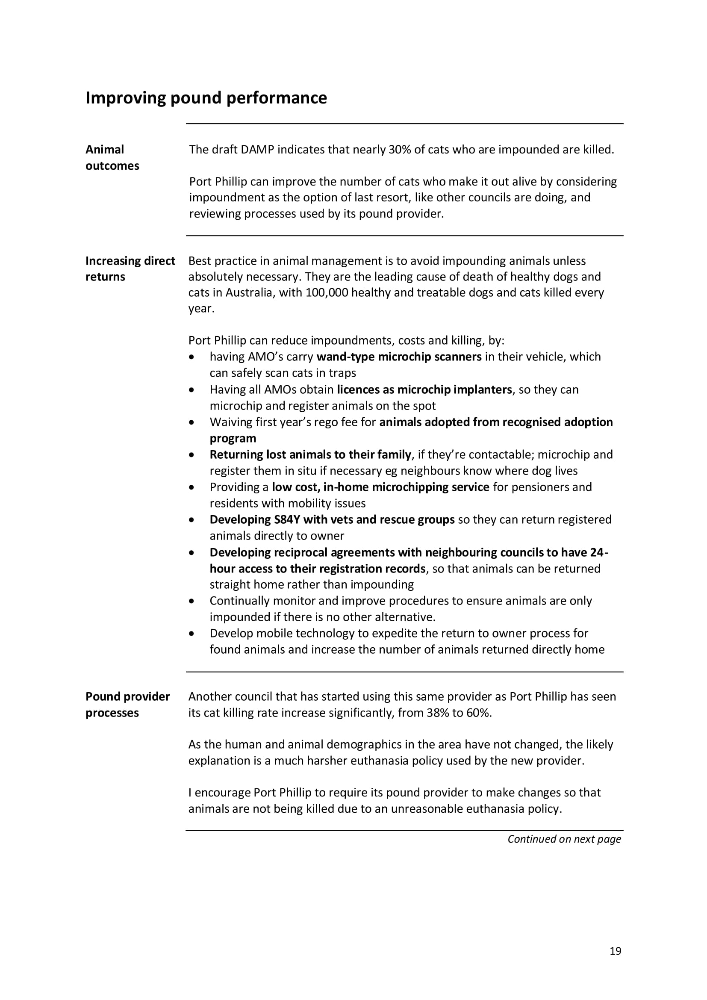 Improving pound performance
Animal
outcomes
The draft DAMP indicates that nearly 30% of cats who are impounded are killed.
Port Phillip can improve the number of cats who make it out alive by considering
impoundment as the option of last resort, like other councils are doing, and
reviewing processes used by its pound provider.
Increasing direct
returns
Best practice in animal management is to avoid impounding animals unless
absolutely necessary. They are the leading cause of death of healthy dogs and
cats in Australia, with 100,000 healthy and treatable dogs and cats killed every
year.
Port Phillip can reduce impoundments, costs and killing, by:
• having AMO’s carry wand-type microchip scanners in their vehicle, which
can safely scan cats in traps
• Having all AMOs obtain licences as microchip implanters, so they can
microchip and register animals on the spot
• Waiving first year’s rego fee for animals adopted from recognised adoption
program
• Returning lost animals to their family, if they’re contactable; microchip and
register them in situ if necessary eg neighbours know where dog lives
• Providing a low cost, in-home microchipping service for pensioners and
residents with mobility issues
• Developing S84Y with vets and rescue groups so they can return registered
animals directly to owner
• Developing reciprocal agreements with neighbouring councils to have 24-
hour access to their registration records, so that animals can be returned
straight home rather than impounding
• Continually monitor and improve procedures to ensure animals are only
impounded if there is no other alternative.
• Develop mobile technology to expedite the return to owner process for
found animals and increase the number of animals returned directly home
Pound provider
processes
Another council that has started using this same provider as Port Phillip has seen
its cat killing rate increase significantly, from 38% to 60%.
As the human and animal demographics in the area have not changed, the likely
explanation is a much harsher euthanasia policy used by the new provider.
I encourage Port Phillip to require its pound provider to make changes so that
animals are not being killed due to an unreasonable euthanasia policy.
Continued on next page
19